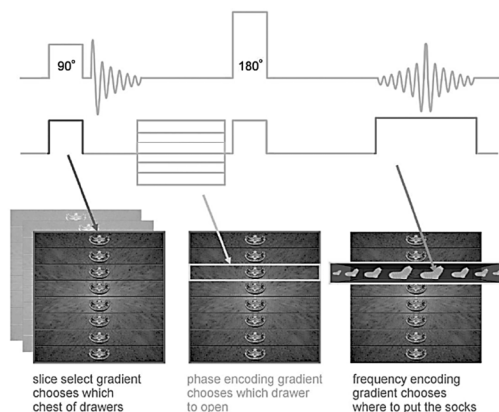 90°
180°
slice select gradient
chooses which
chest of drawers
phase encoding gradient
chooses which drawer
to open
frequency encoding
gradient chooses
where to put the socks